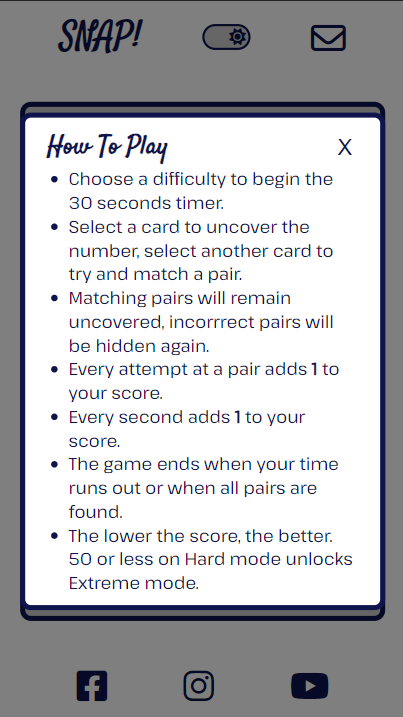 SNAP!
How To Play
X
Choose a difficulty to begin the
30 seconds timer.
Select a card to uncover the
number, select another card to
try and match a pair.
Matching pairs will remain
uncovered, incorrrect pairs will
be hidden again.
Every attempt at a pair adds 1 to
your score.
Every second adds 1 to your
score.
The game ends when your time
runs out or when all pairs are
found.
The lower the score, the better.
50 or less on Hard mode unlocks
Extreme mode.